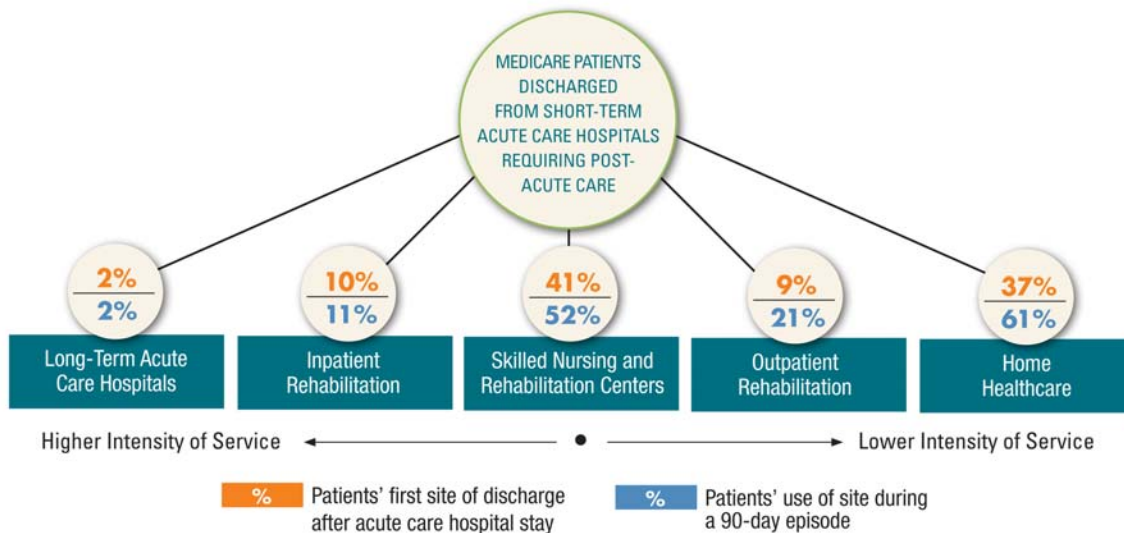 MEDICARE PATIENTS
DISCHARGED
FROM SHORT-TERM
ACUTE CARE HOSPITALS
REQUIRING POST-
ACUTE CARE
2%
2%
10%
11%
41%
52%
9%
21%
37%
61%
Long-Term Acute
Care Hospitals
Inpatient
Rehabilitation
Skilled Nursing and
Rehabilitation Centers
Outpatient
Rehabilitation
Home
Healthcare
Higher Intensity of Service
Lower Intensity of Service
%
Patients' first site of discharge
after acute care hospital stay
%
Patients' use of site during
a 90-day episode